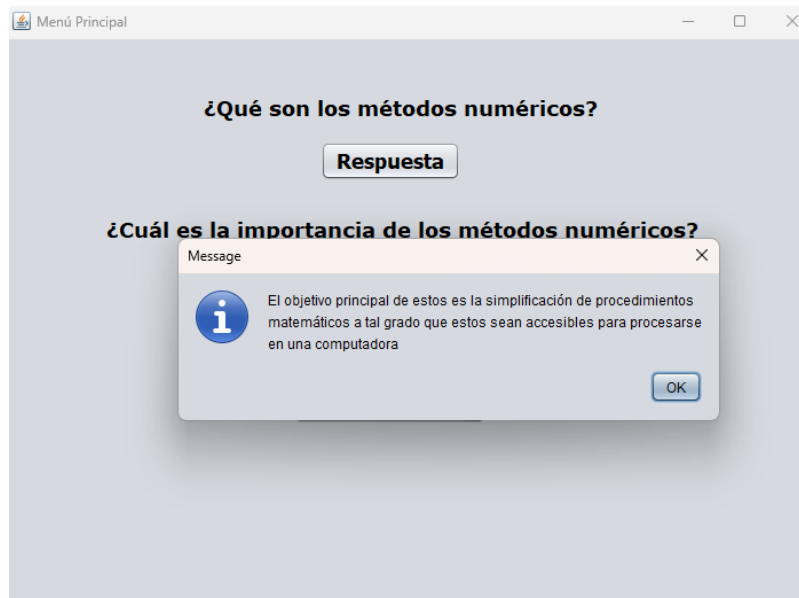 Menú Principal
¿Qué son los métodos numéricos?
Respuesta
¿Cuál es la importancia de los métodos numéricos?
Message
El objetivo principal de estos es la simplificación de procedimientos
matemáticos a tal grado que estos sean accesibles para procesarse
en una computadora
OK